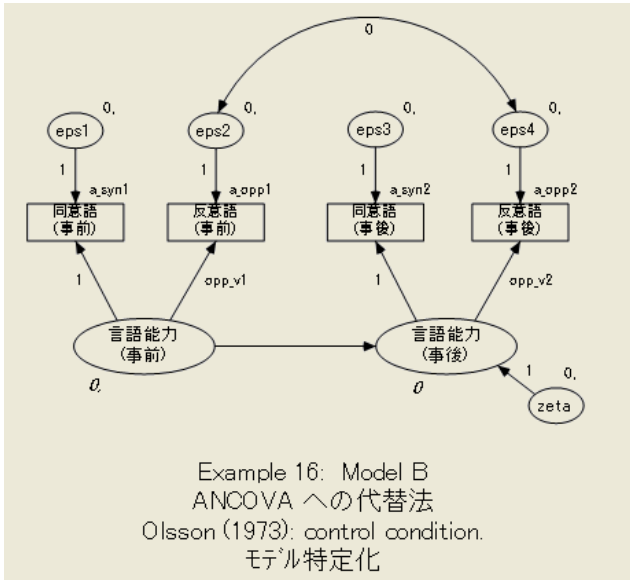 0
0,
0,
0,
0,
eps1
eps2
eps3
eps4
1
1
1
1
a_syn1
a_opp1
a_syn2
a_opp2
同意語
(事前)
反意語
(事前)
同意語
(事後)
反意語
(事後)
1
opp_v1
1
opp_v2
言語能力
(事前)
言語能力
(事後)
0,
0
1
0,
zeta
Example 16: Model B
ANCOVA への代替法
Olsson (1973): control condition.
モデル特定化